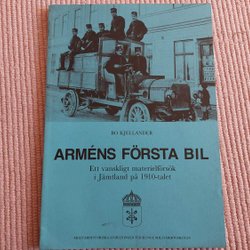 BO KJELLANDER
ARMÉNS FÖRSTA BIL
Ett vanskligt materielförsök
i Jämtland på 1910-talet